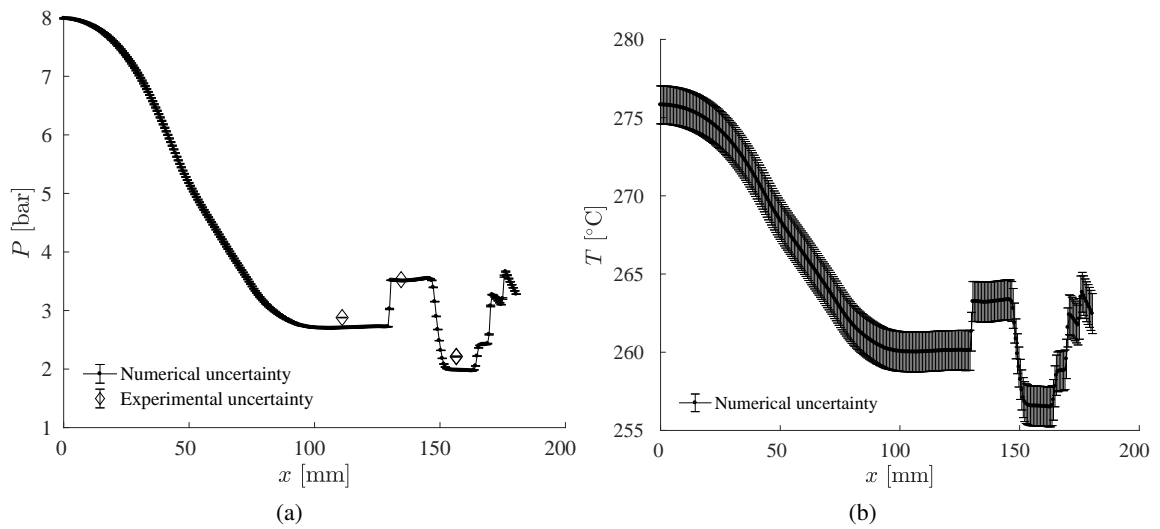 8
7
6
5
4
3
2
1
P [bar]
Numerical uncertainty
Experimental uncertainty
0 50 100 150 200
x [mm]
(a)
280
275
270
265
260
255
T [°C]
Numerical uncertainty
0 50 100 150 200
x [mm]
(b)